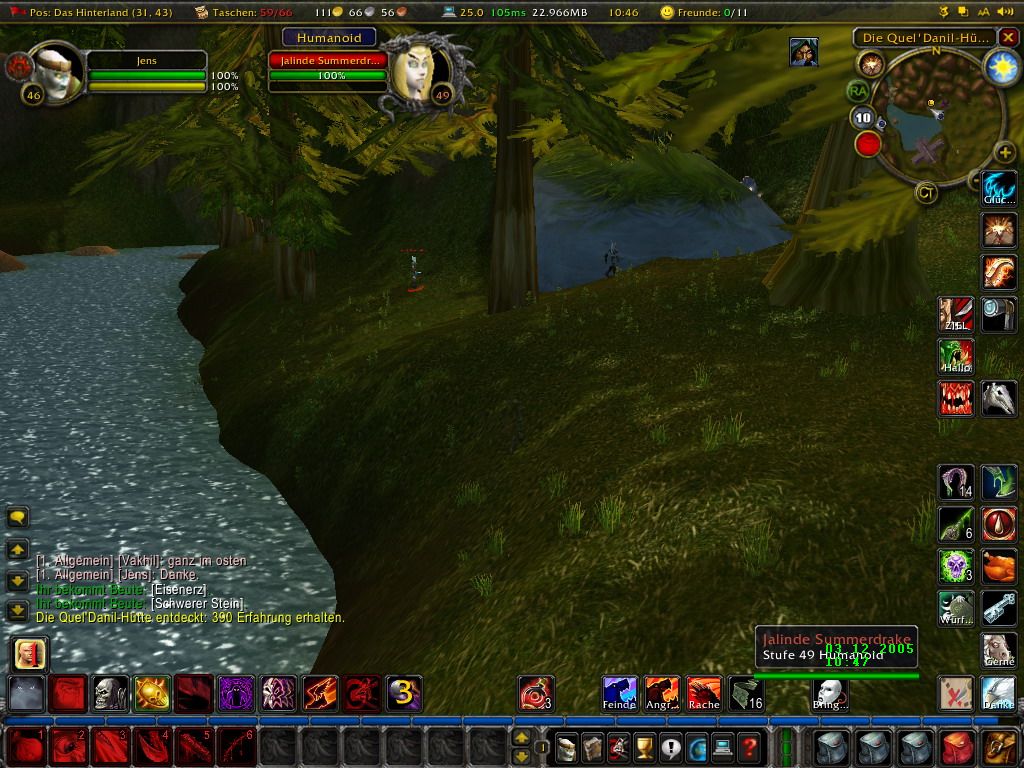 Pos: Das Hinterland (31, 43) Taschen: 59/66 111 66 56 25.0 105ms 22.966MB 10:46 Freunde: 0/11
Humanoid
Die Quel'Danil-Hü...
N
Jens
Jalinde Summerdr...
100%
100%
100%
46
49
RA
10
CT
Glüc...
ZIEL
Hallo
14
6
3
Würf...
Gerne
[1. Allgemein] [Vakhil]: ganz im osten
[1. Allgemein] [Jens]: Danke.
Ihr bekommt Beute: [Eisenerz]
Ihr bekommt Beute: [Schwerer Stein]
Die Quel'Danil-Hütte entdeckt: 390 Erfahrung erhalten.
Jalinde Summerdrake
Stufe 49 Humanoid
03 12 2005
10:47
3
3
Feinde
Angr...
Rache
16
Bring...
Danke
1
2
3
4
5
6
1